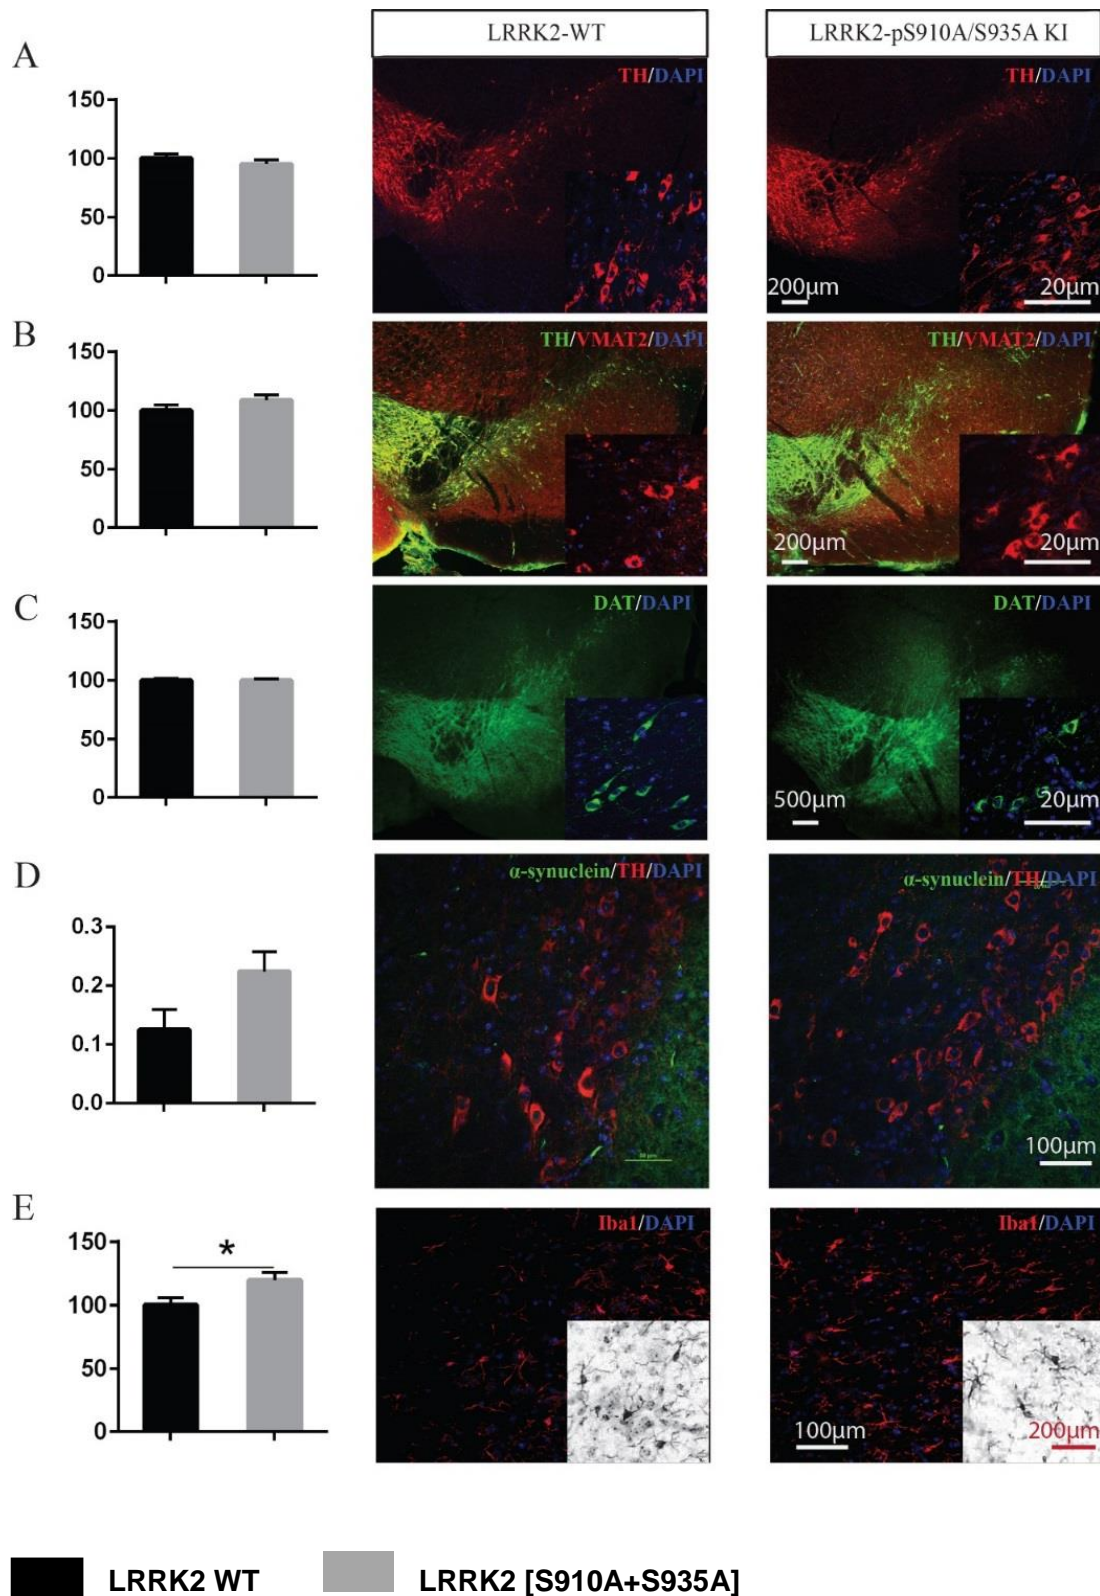 LRRK2-WT
LRRK2-pS910A/S935A KI
A
150
100
50
0
TH/DAPI
TH/DAPI
200µm
20µm
B
150
100
50
0
TH/VMAT2/DAPI
TH/VMAT2/DAPI
200µm
20µm
C
150
100
50
0
DAT/DAPI
DAT/DAPI
500µm
20µm
D
0.3
0.2
0.1
0.0
α-synuclein/TH/DAPI
α-synuclein/TH/DAPI
100µm
E
150
100
50
0
*
Iba1/DAPI
Iba1/DAPI
100µm
200µm
LRRK2 WT
LRRK2 [S910A+S935A]